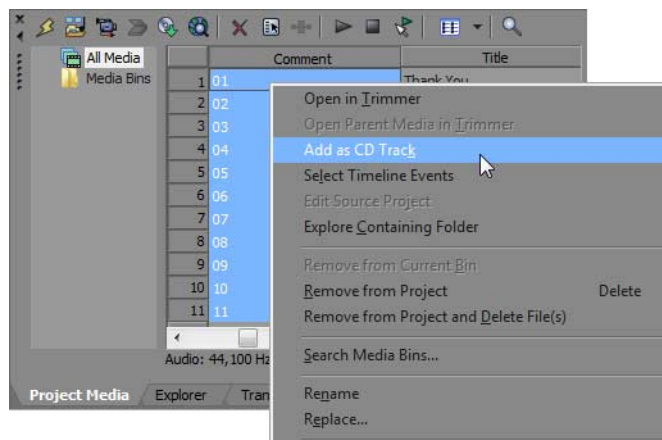 All Media
Media Bins
Comment
Title
1 01
Thank You
2 02
3 03
4 04
5 05
6 06
7 07
8 08
9 09
10 10
11 11
Audio: 44,100 Hz
Project Media
Explorer
Open in Trimmer
Open Parent Media in Trimmer
Add as CD Track
Select Timeline Events
Edit Source Project
Explore Containing Folder
Remove from Current Bin
Remove from Project Delete
Remove from Project and Delete File(s)
Search Media Bins...
Rename
Replace...